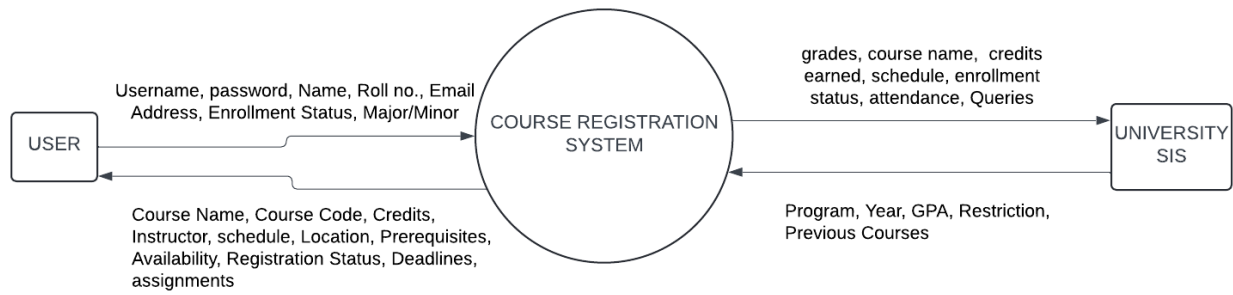 USER
Username, password, Name, Roll no., Email
Address, Enrollment Status, Major/Minor
Course Name, Course Code, Credits,
Instructor, schedule, Location, Prerequisites,
Availability, Registration Status, Deadlines,
assignments
COURSE REGISTRATION
SYSTEM
grades, course name, credits
earned, schedule, enrollment
status, attendance, Queries
Program, Year, GPA, Restriction,
Previous Courses
UNIVERSITY
SIS